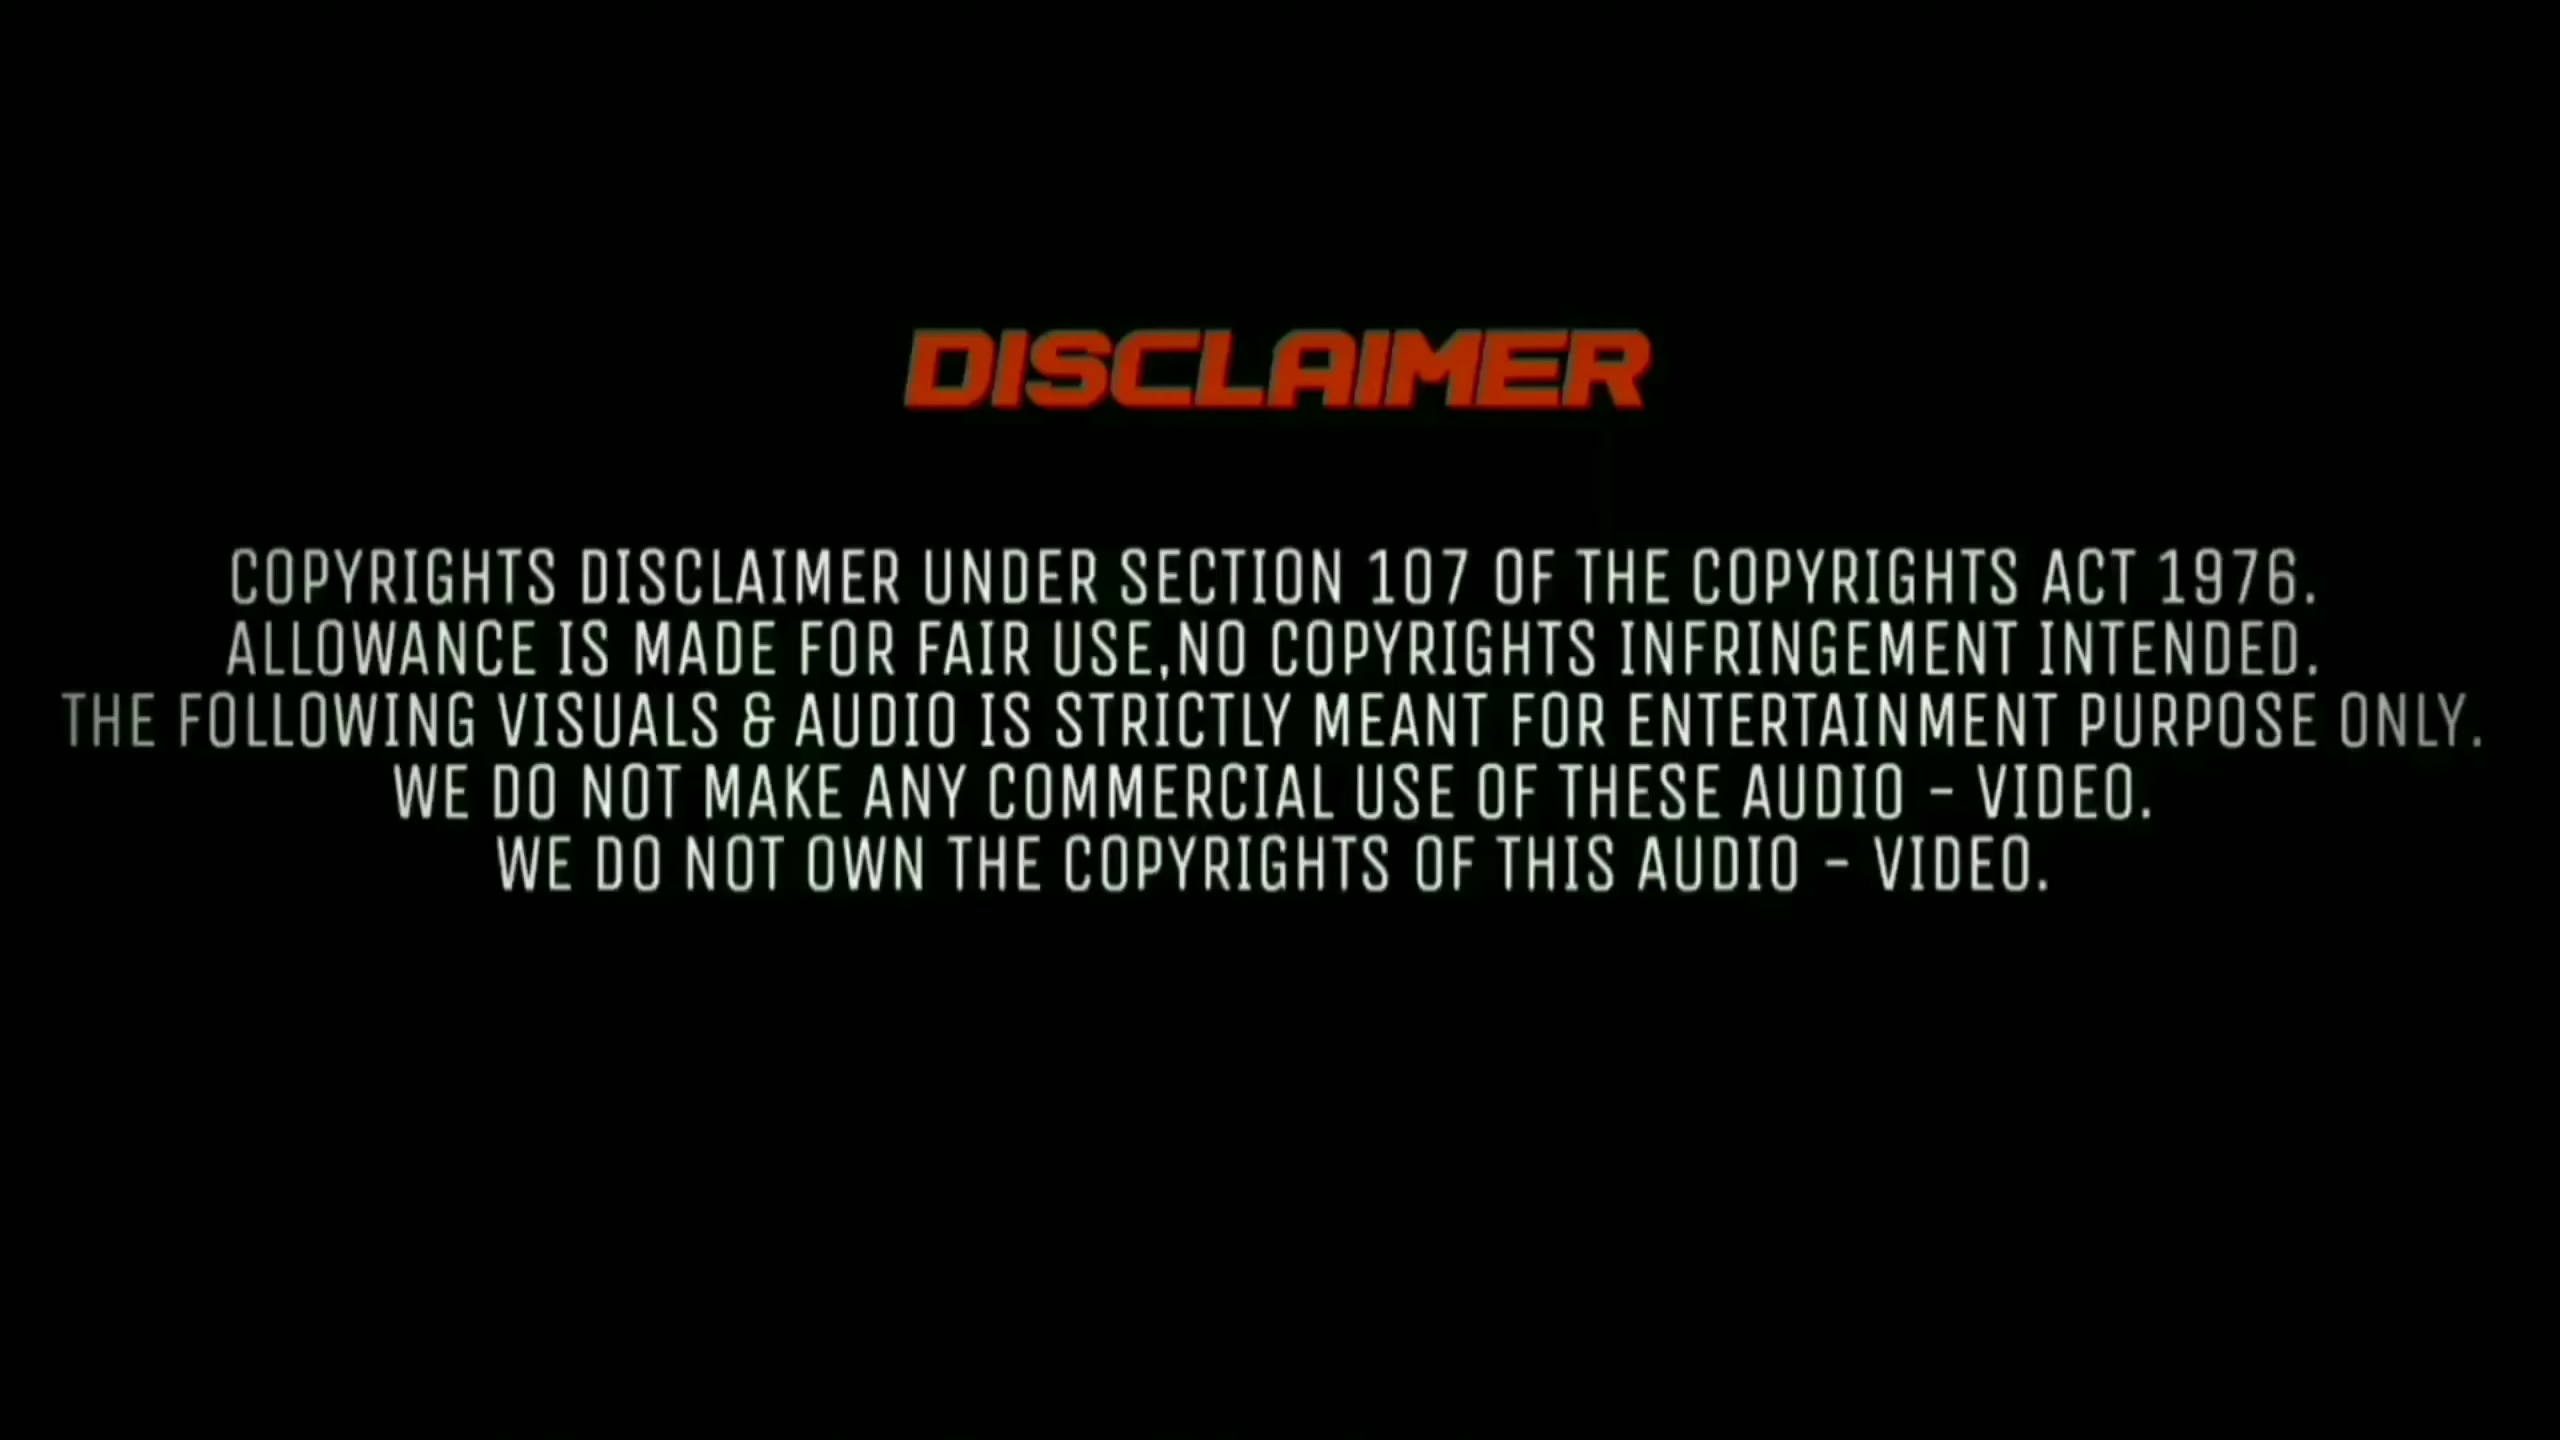 DISCLAIMER
COPYRIGHTS DISCLAIMER UNDER SECTION 107 OF THE COPYRIGHTS ACT 1976.
ALLOWANCE IS MADE FOR FAIR USE,NO COPYRIGHTS INFRINGEMENT INTENDED.
THE FOLLOWING VISUALS & AUDIO IS STRICTLY MEANT FOR ENTERTAINMENT PURPOSE ONLY.
WE DO NOT MAKE ANY COMMERCIAL USE OF THESE AUDIO - VIDEO.
WE DO NOT OWN THE COPYRIGHTS OF THIS AUDIO - VIDEO.